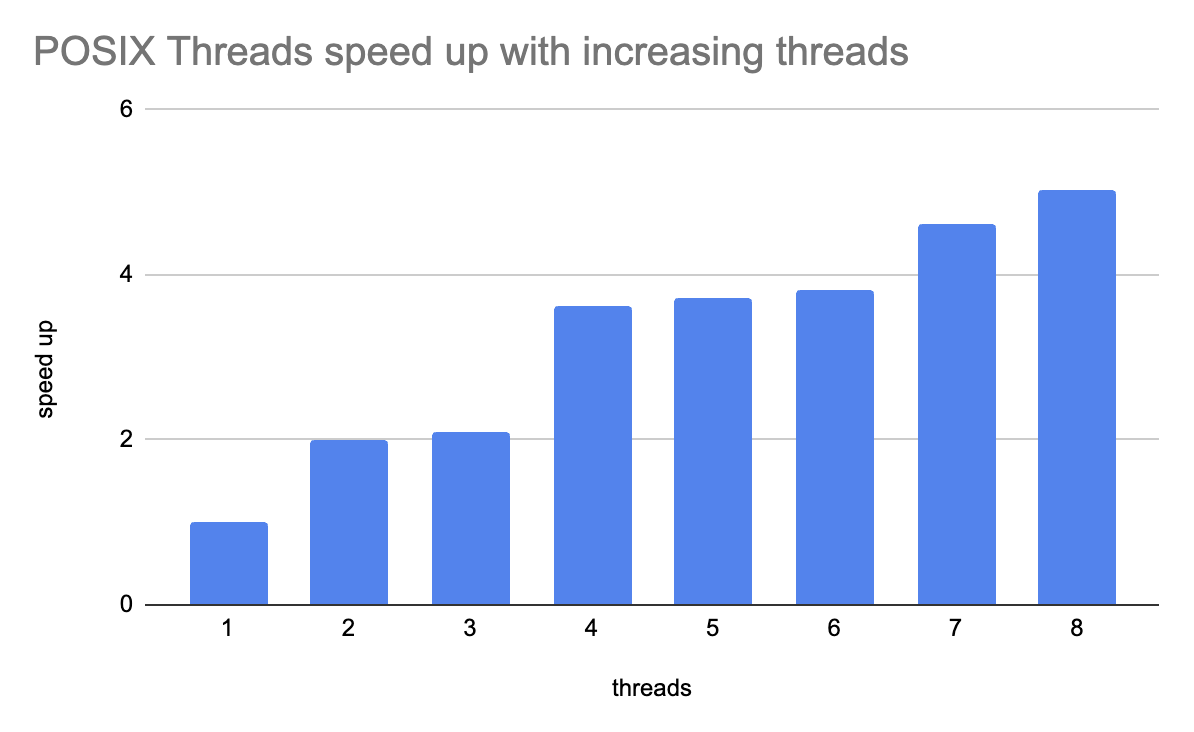 POSIX Threads speed up with increasing threads
6
4
2
0
speed up
1 2 3 4 5 6 7 8
threads